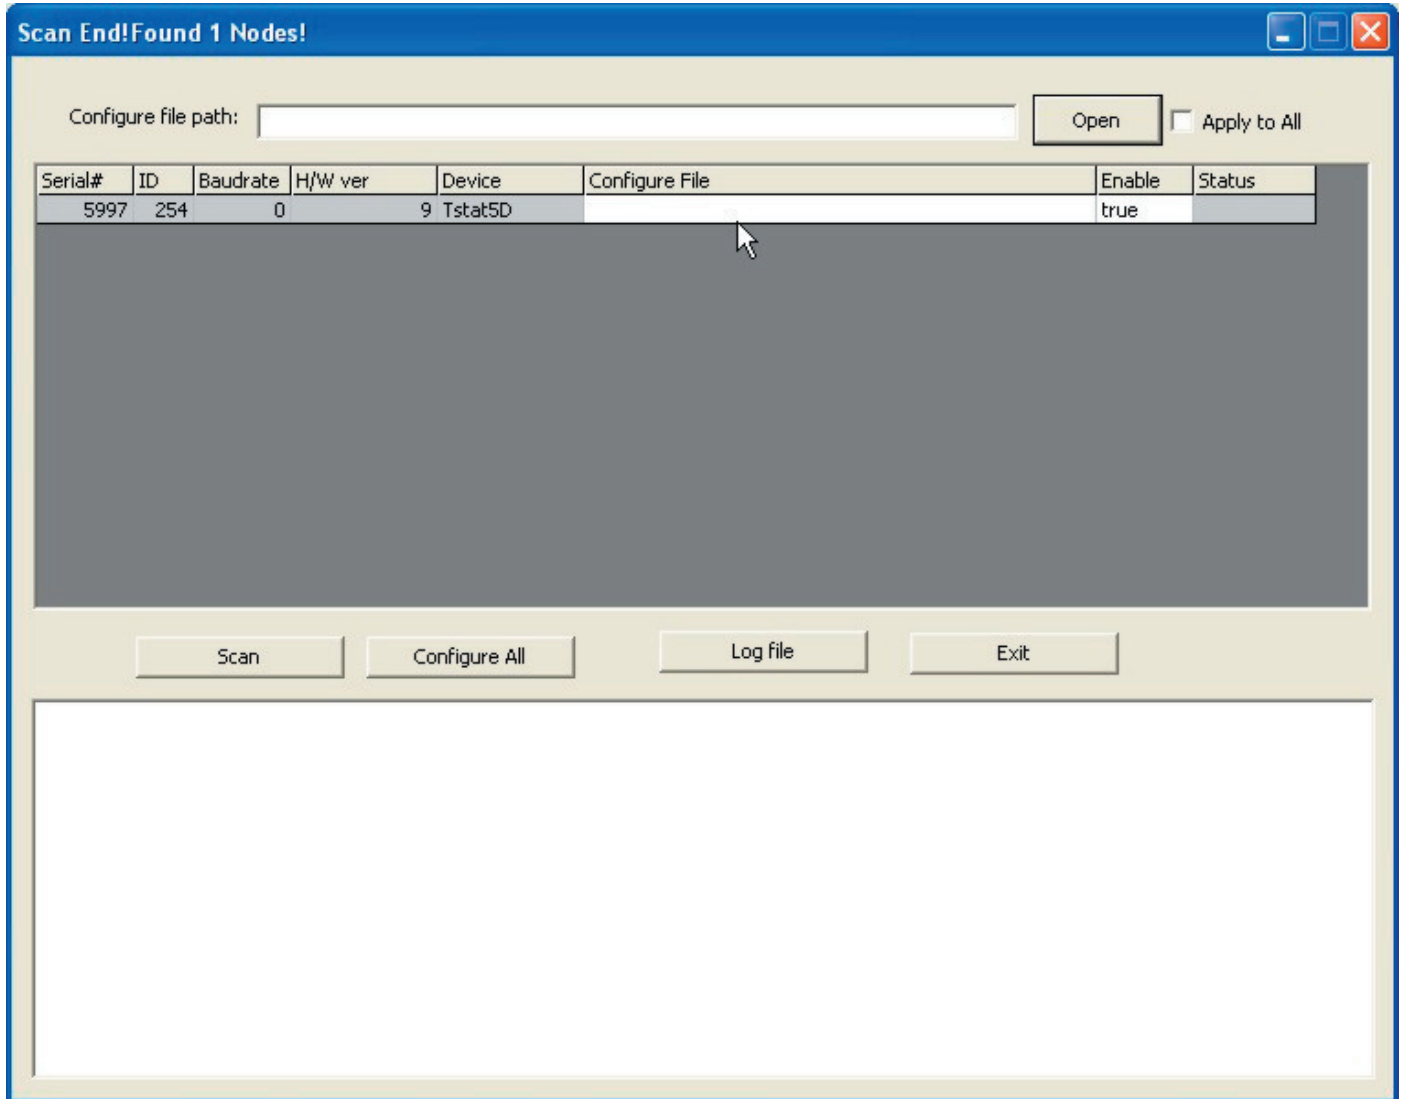 Scan End!Found 1 Nodes!
Configure file path: Open Apply to All
Serial# ID Baudrate H/W ver Device Configure File Enable Status
5997 254 0 9 Tstat5D true
Scan Configure All Log file Exit